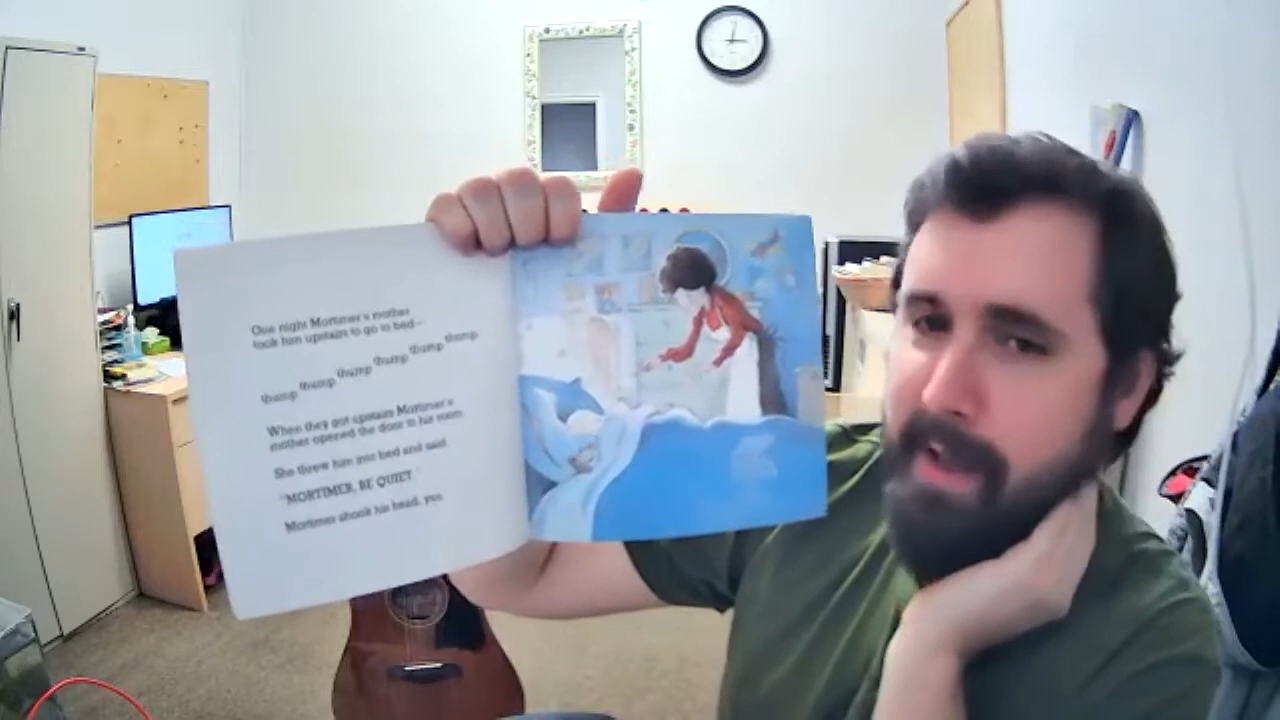 One night Mortimer's mother
took him upstairs to go to bed—
thump thump thump thump thump thump.
When they got upstairs Mortimer's
mother opened the door to his room.
She threw him into bed and said,
"MORTIMER, BE QUIET."
Mortimer shook his head, yes.